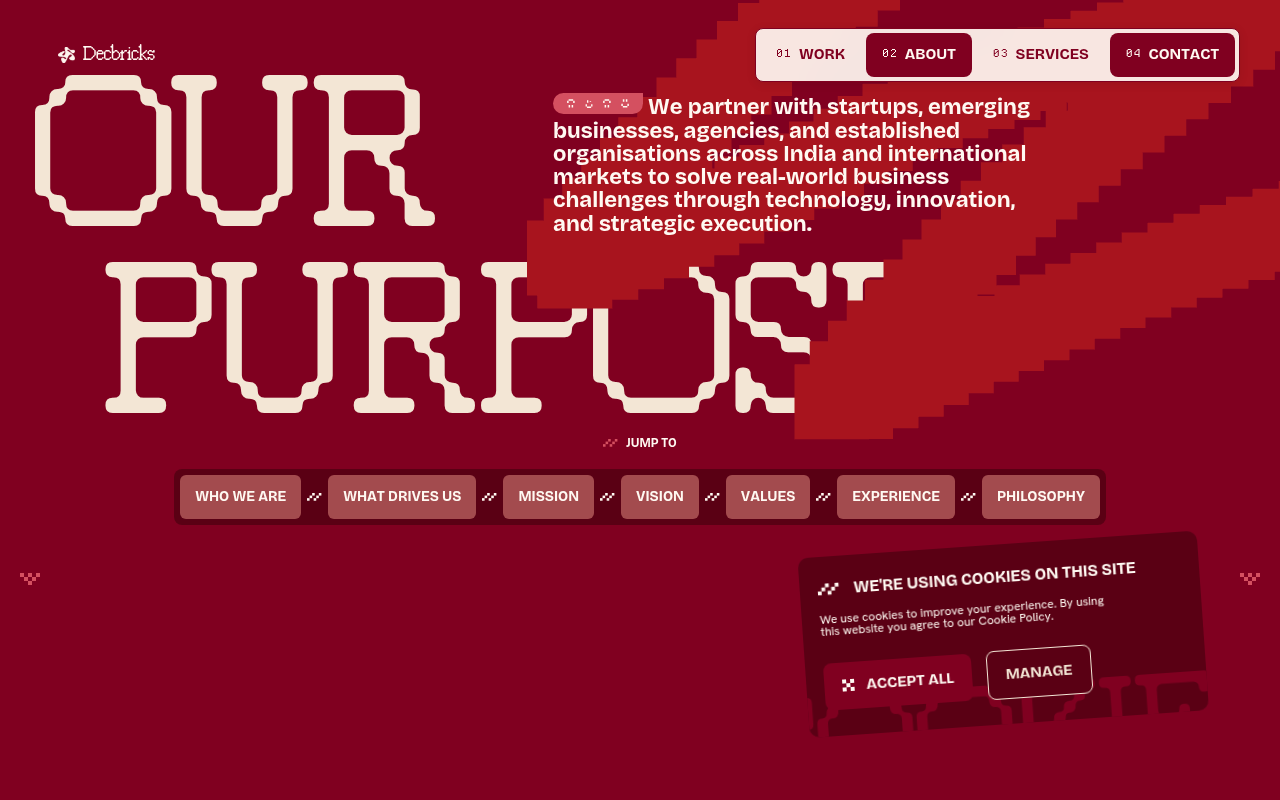 Decbricks
01 WORK
02 ABOUT
03 SERVICES
04 CONTACT
OUR
We partner with startups, emerging
businesses, agencies, and established
organisations across India and international
markets to solve real-world business
challenges through technology, innovation,
and strategic execution.
JUMP TO
WHO WE ARE
WHAT DRIVES US
MISSION
VISION
VALUES
EXPERIENCE
PHILOSOPHY
WE'RE USING COOKIES ON THIS SITE
We use cookies to improve your experience. By using
this website you agree to our Cookie Policy.
ACCEPT ALL
MANAGE